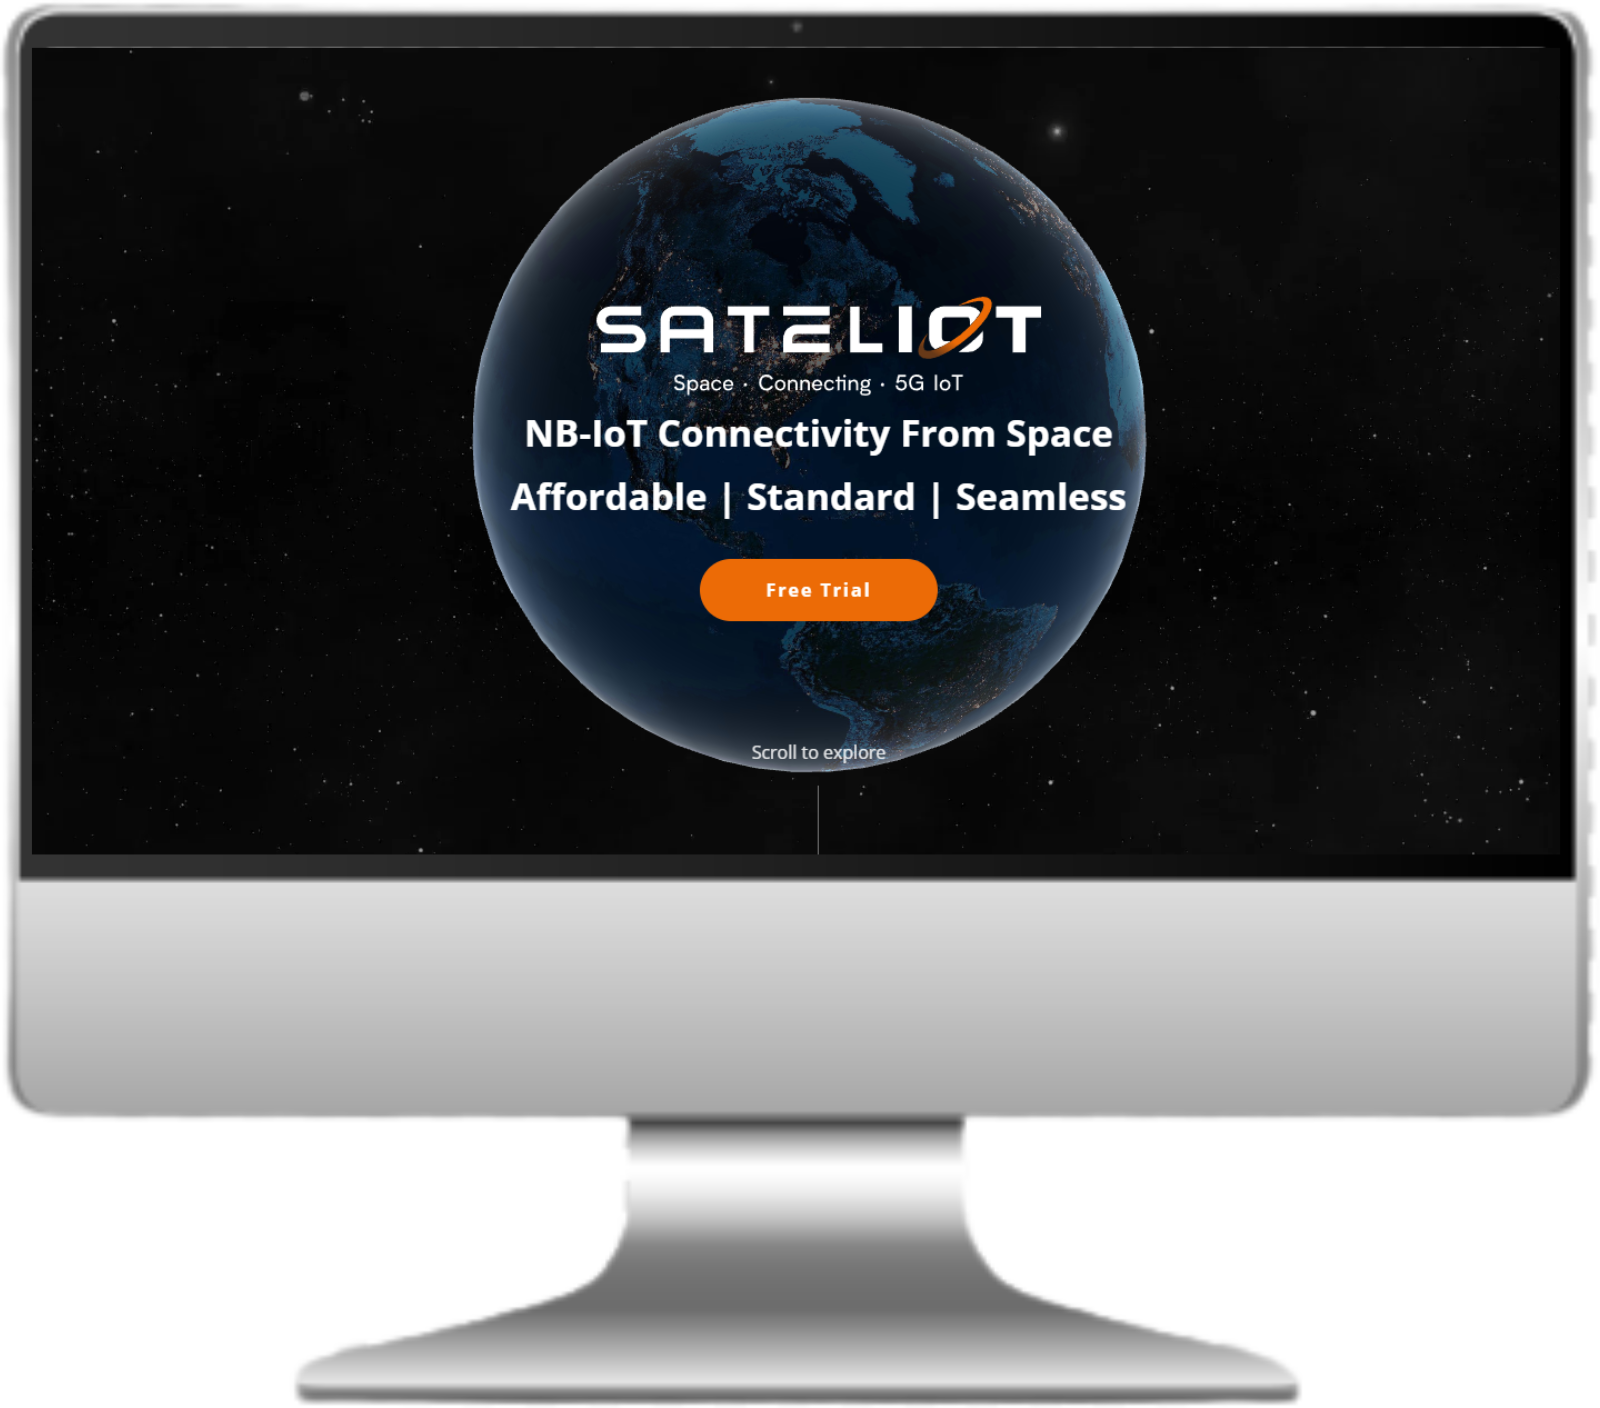 SATELIOT
Space · Connecting · 5G IoT
NB-IoT Connectivity From Space
Affordable | Standard | Seamless
Free Trial
Scroll to explore